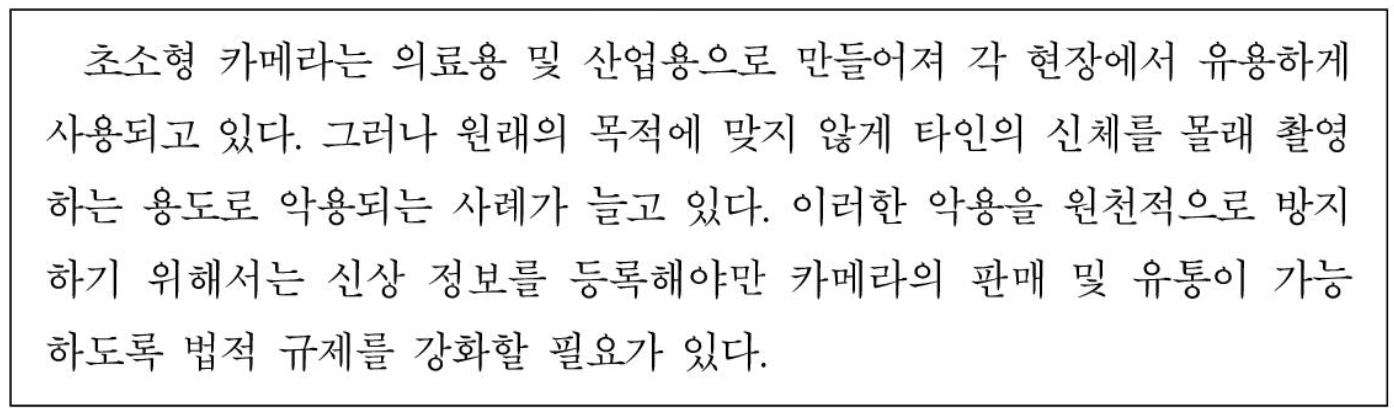 초소형 카메라는 의료용 및 산업용으로 만들어져 각 현장에서 유용하게
사용되고 있다. 그러나 원래의 목적에 맞지 않게 타인의 신체를 몰래 촬영
하는 용도로 악용되는 사례가 늘고 있다. 이러한 악용을 원천적으로 방지
하기 위해서는 신상 정보를 등록해야만 카메라의 판매 및 유통이 가능
하도록 법적 규제를 강화할 필요가 있다.